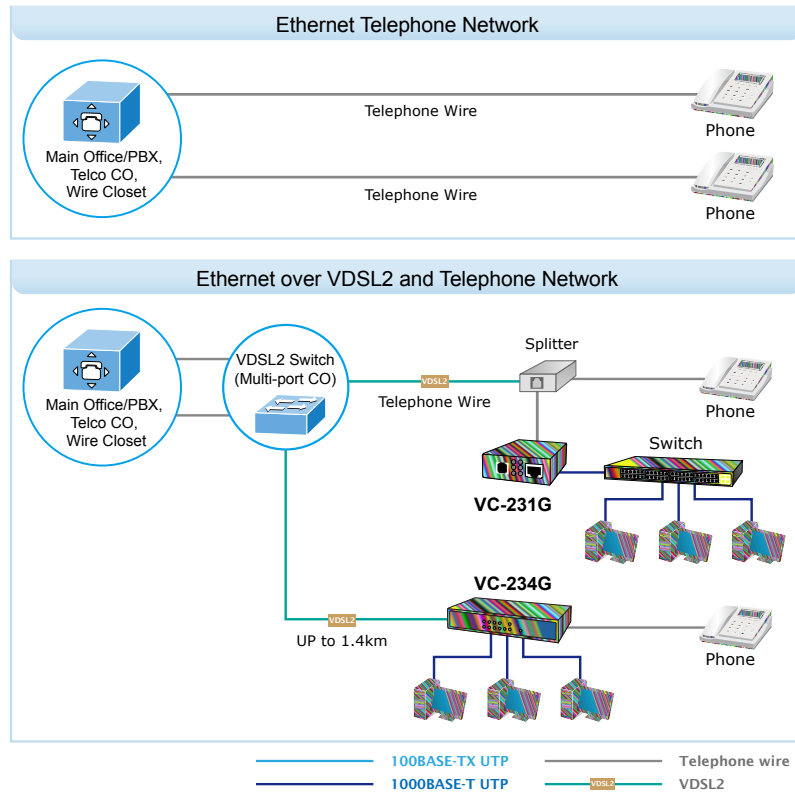 Ethernet Telephone Network
Main Office/PBX,
Telco CO,
Wire Closet
Telephone Wire
Phone
Telephone Wire
Phone
Ethernet over VDSL2 and Telephone Network
Main Office/PBX,
Telco CO,
Wire Closet
VDSL2 Switch
(Multi-port CO)
VDSL2
Telephone Wire
Splitter
Phone
VC-231G
Switch
VC-234G
VDSL2
UP to 1.4km
Phone
100BASE-TX UTP
Telephone wire
1000BASE-T UTP
VDSL2
VDSL2